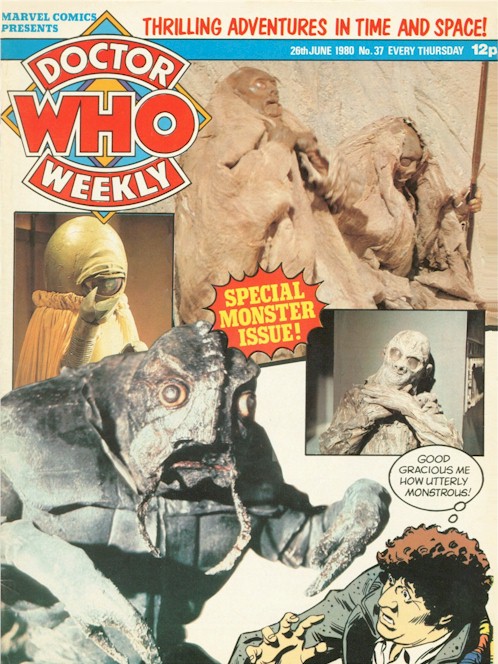 MARVEL COMICS
PRESENTS
THRILLING ADVENTURES IN TIME AND SPACE!
26th JUNE 1980 No. 37 EVERY THURSDAY 12p
DOCTOR
WHO
WEEKLY
SPECIAL
MONSTER
ISSUE!
GOOD
GRACIOUS ME
HOW UTTERLY
MONSTROUS!